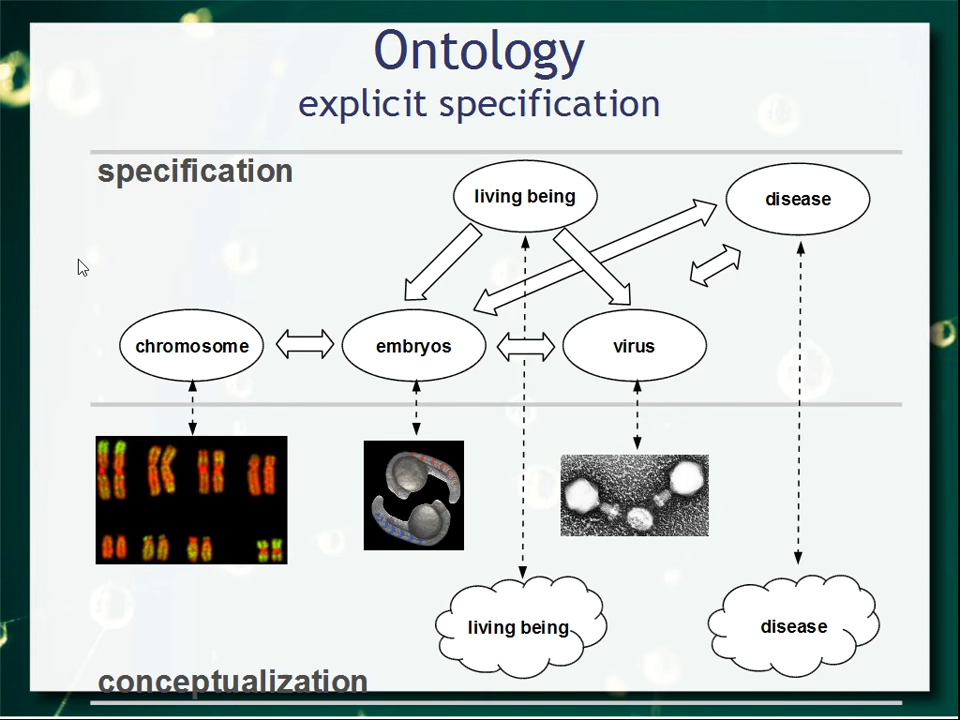 Ontology
explicit specification
specification
living being
disease
chromosome
embryos
virus
living being
disease
conceptualization